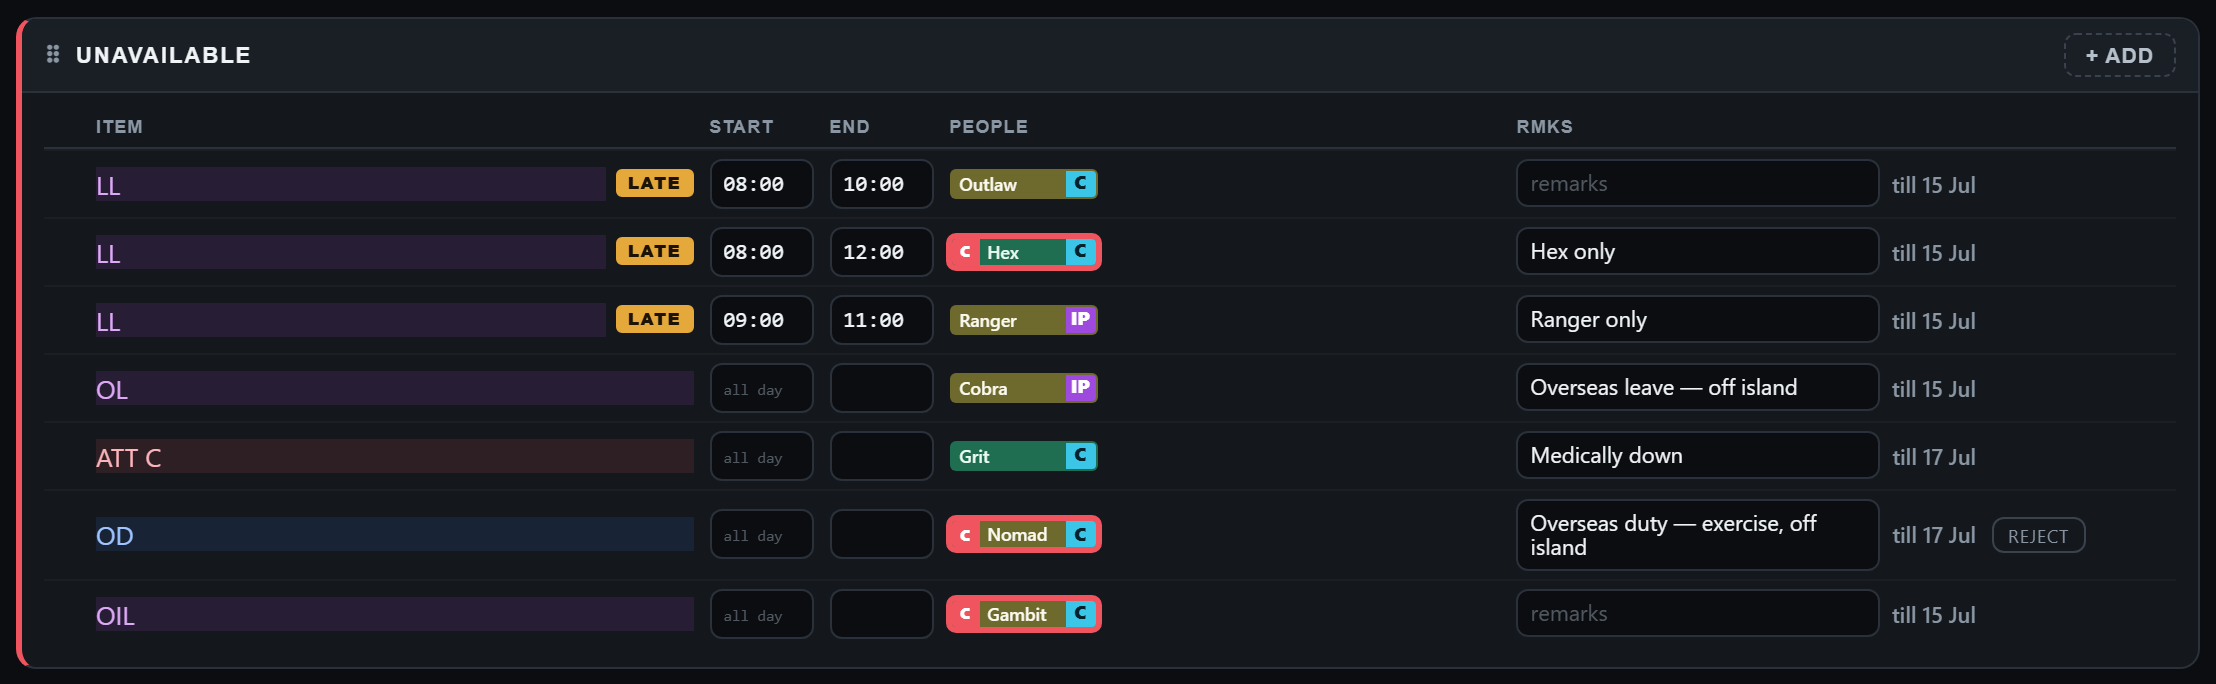 UNAVAILABLE
+ ADD
ITEM START END PEOPLE RMKS
LL LATE 08:00 10:00 Outlaw C remarks till 15 Jul
LL LATE 08:00 12:00 C Hex C Hex only till 15 Jul
LL LATE 09:00 11:00 Ranger IP Ranger only till 15 Jul
OL all day Cobra IP Overseas leave — off island till 15 Jul
ATT C all day Grit C Medically down till 17 Jul
OD all day C Nomad C Overseas duty — exercise, off
island till 17 Jul REJECT
OIL all day C Gambit C remarks till 15 Jul